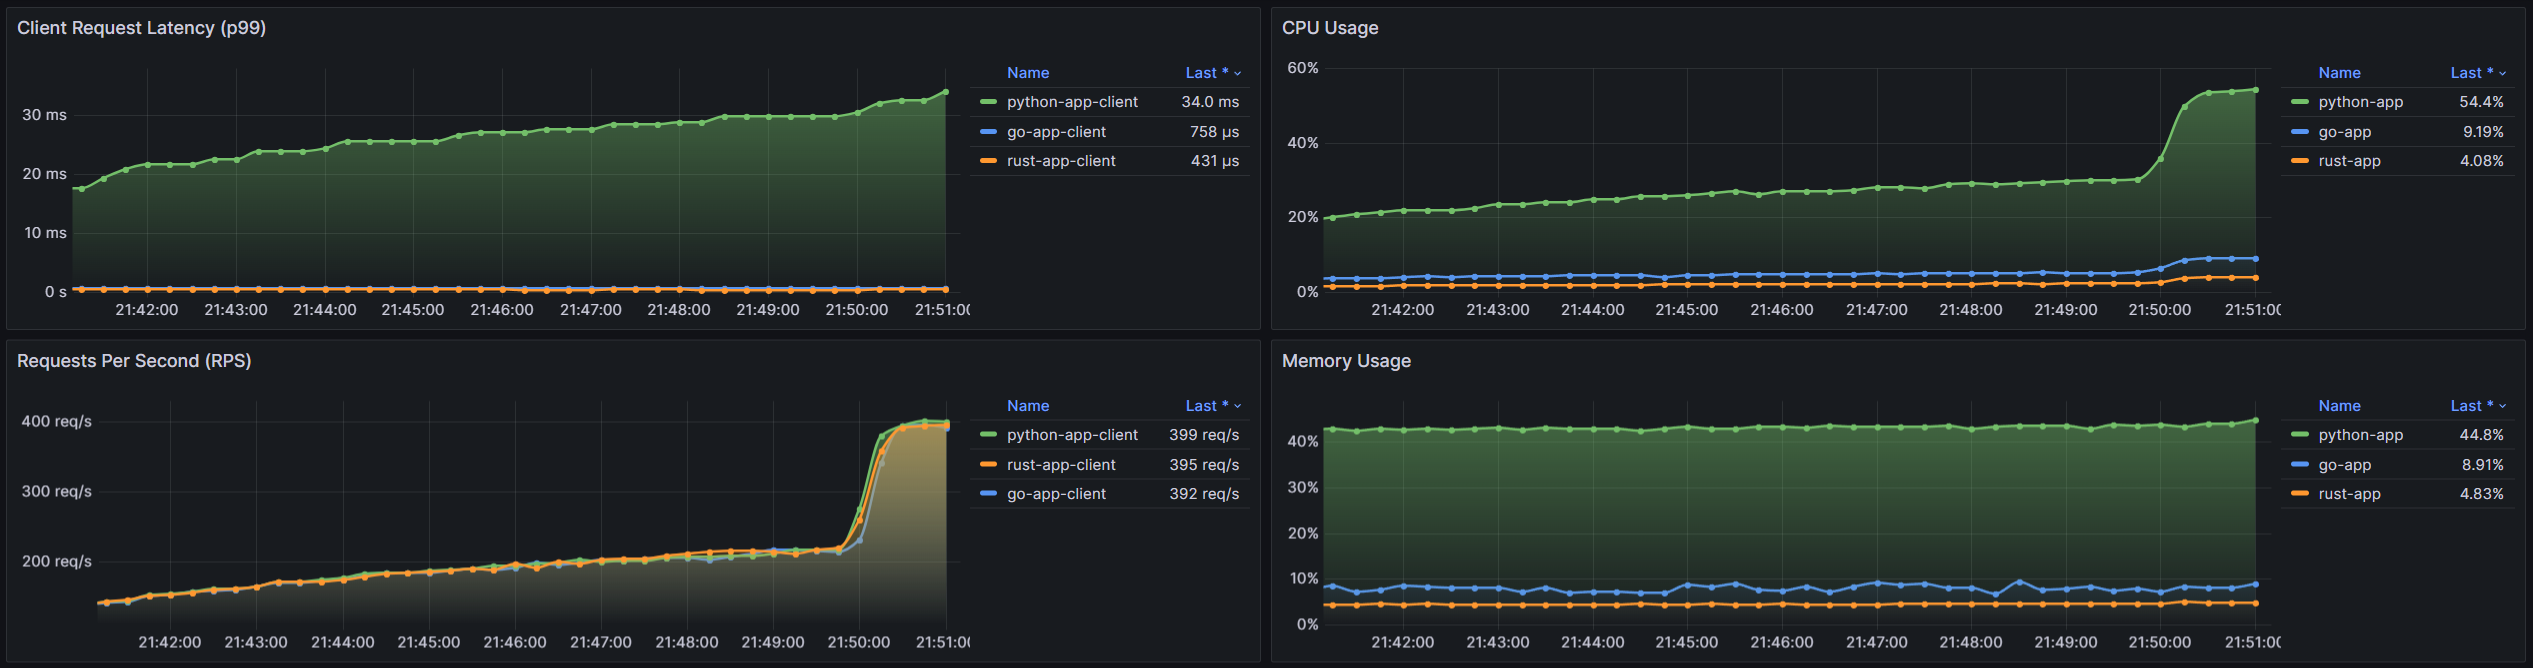 Client Request Latency (p99)
30 ms
20 ms
10 ms
0 s
21:42:00 21:43:00 21:44:00 21:45:00 21:46:00 21:47:00 21:48:00 21:49:00 21:50:00 21:51:0
Name Last *
python-app-client 34.0 ms
go-app-client 758 µs
rust-app-client 431 µs
CPU Usage
60%
40%
20%
0%
21:42:00 21:43:00 21:44:00 21:45:00 21:46:00 21:47:00 21:48:00 21:49:00 21:50:00 21:51:0
Name Last *
python-app 54.4%
go-app 9.19%
rust-app 4.08%
Requests Per Second (RPS)
400 req/s
300 req/s
200 req/s
21:42:00 21:43:00 21:44:00 21:45:00 21:46:00 21:47:00 21:48:00 21:49:00 21:50:00 21:51:0
Name Last *
python-app-client 399 req/s
rust-app-client 395 req/s
go-app-client 392 req/s
Memory Usage
40%
30%
20%
10%
0%
21:42:00 21:43:00 21:44:00 21:45:00 21:46:00 21:47:00 21:48:00 21:49:00 21:50:00 21:51:0
Name Last *
python-app 44.8%
go-app 8.91%
rust-app 4.83%